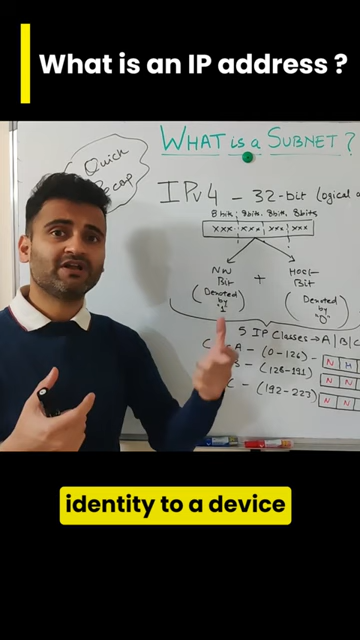 What is an IP address ?
WHAT is a SUBNET ?
Quick
IPv4 - 32-bit (logical
8 bits 8bits 8bits 8bits
xxx xxx xxx xxx
NW Bit + Host Bit
(Denoted by "1") (Denoted by "0")
5 IP Classes → A | B | C
A - (0-126) -
N H
(128-191)
N N
C - (192-223)
N N
identity to a device